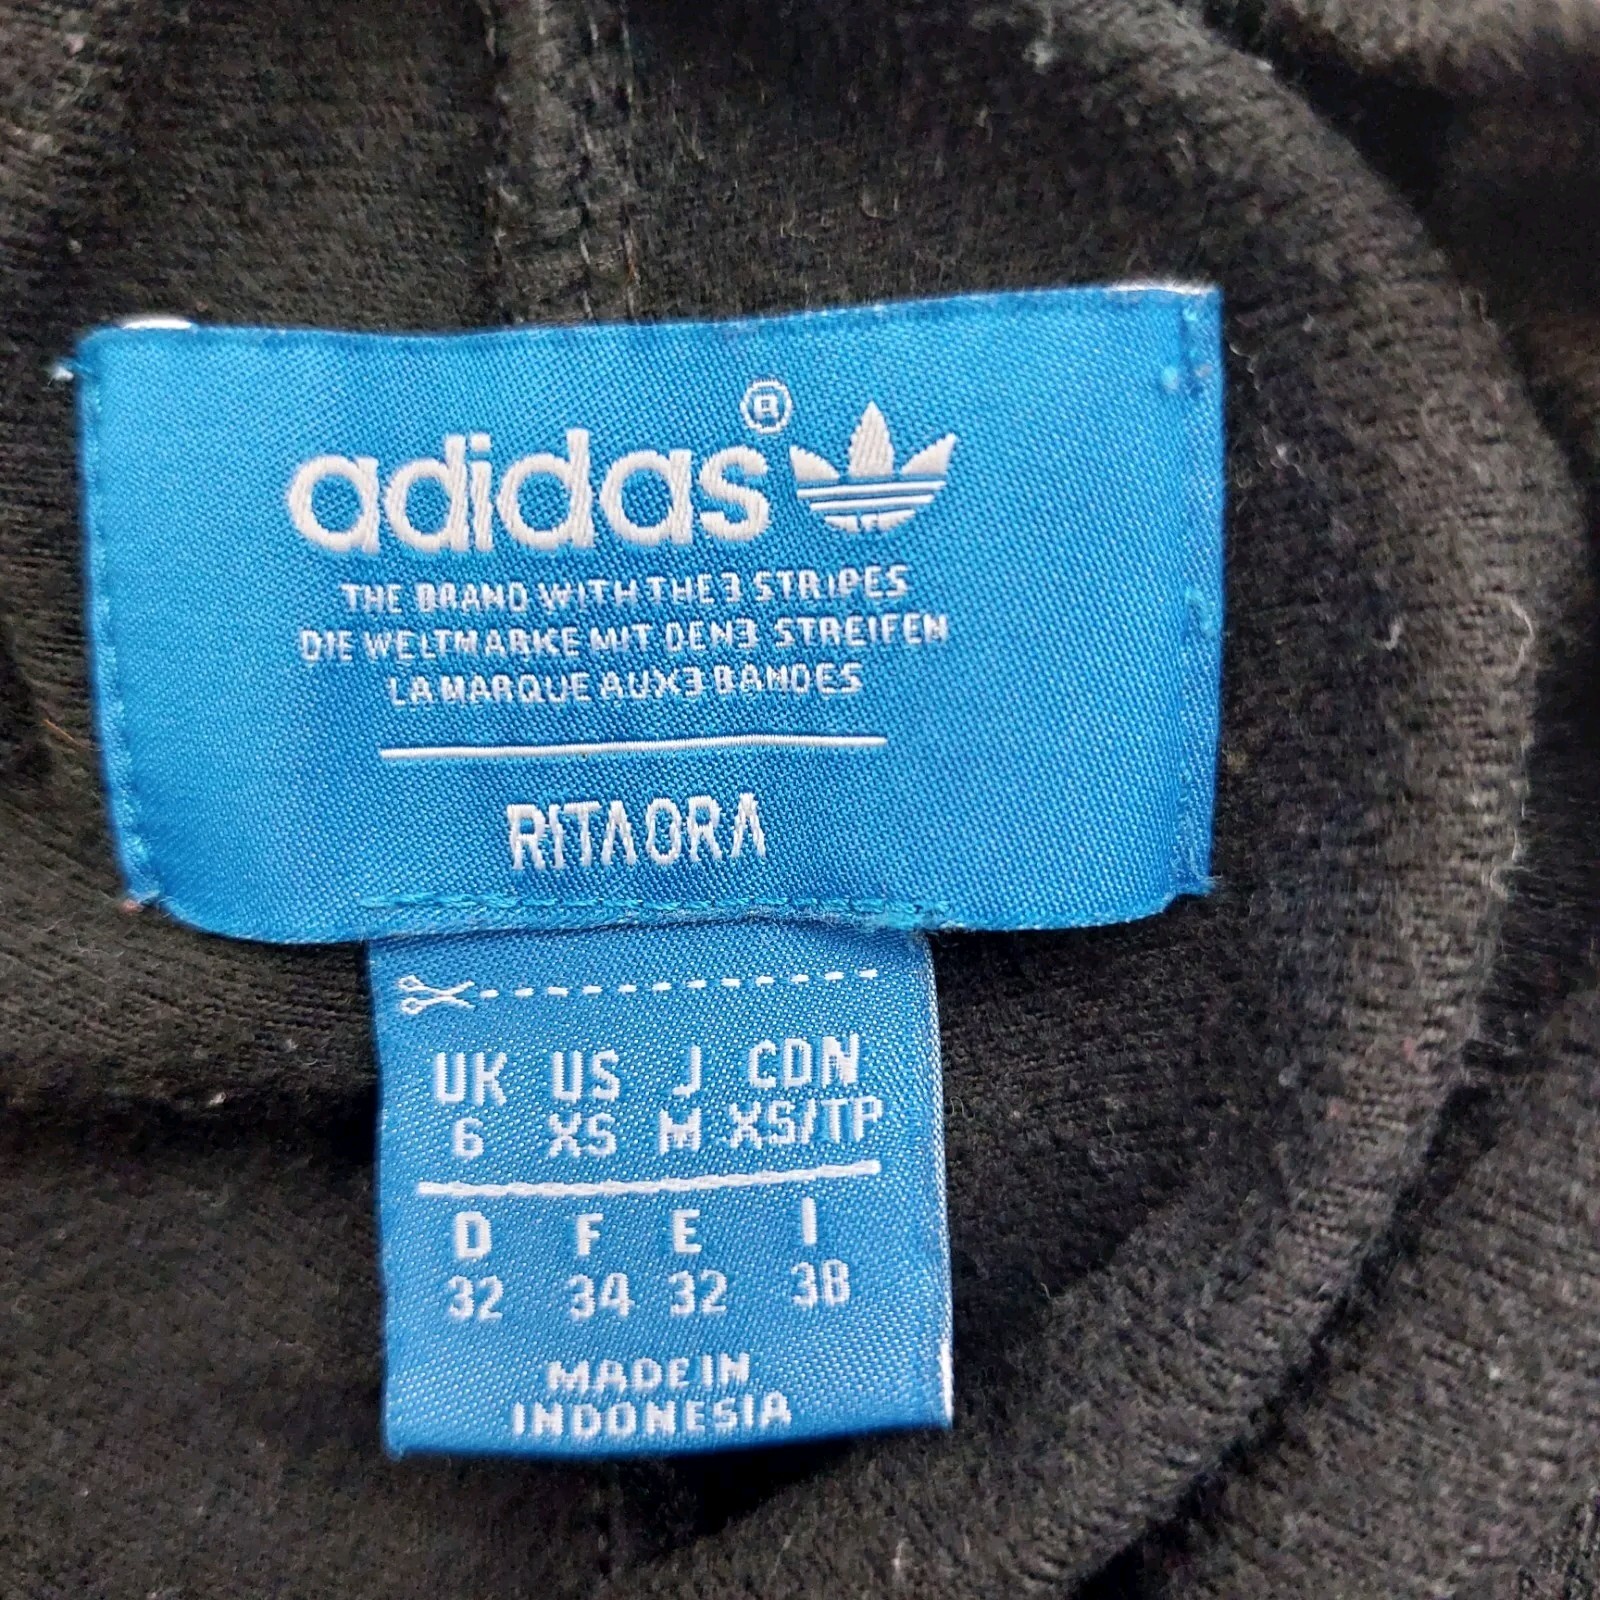 adidas®
THE BRAND WITH THE 3 STRIPES
DIE WELTMARKE MIT DEN 3 STREIFEN
LA MARQUE AUX 3 BANDES
RITA ORA
UK US J CDN
6 XS M XS/TP
D F E I
32 34 32 38
MADE IN
INDONESIA